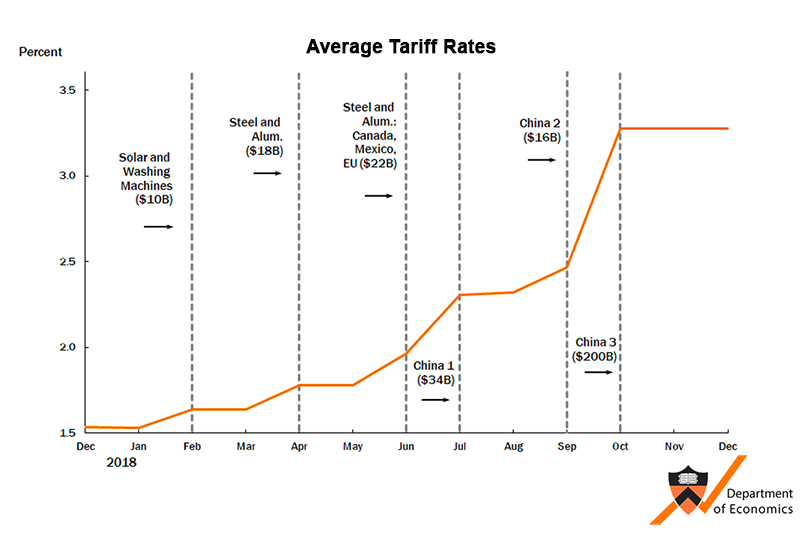 Average Tariff Rates
Percent
3.5
3.0
2.5
2.0
1.5
Solar and
Washing
Machines
($10B)
Steel and
Alum.
($18B)
Steel and
Alum.:
Canada,
Mexico,
EU ($22B)
China 1
($34B)
China 2
($16B)
China 3
($200B)
Dec Jan Feb Mar Apr May Jun Jul Aug Sep Oct Nov Dec
2018
Department
of Economics